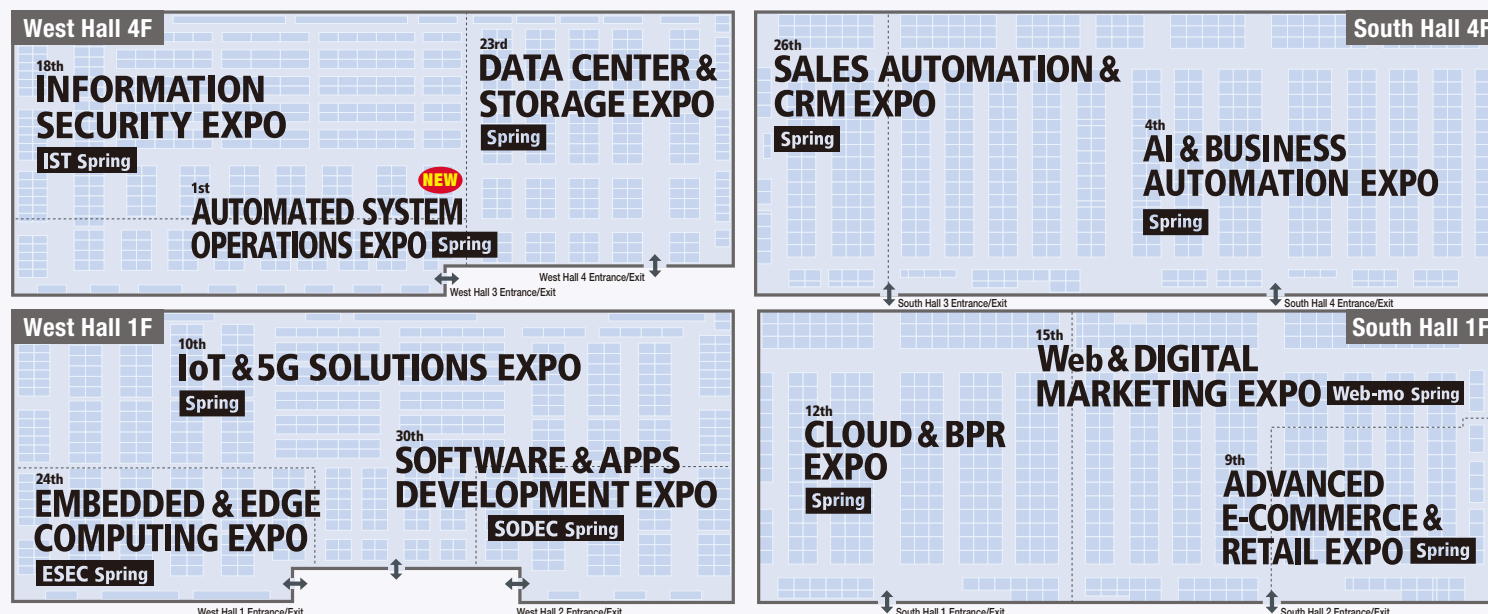 West Hall 4F
18th
INFORMATION
SECURITY EXPO
IST Spring
23rd
DATA CENTER &
STORAGE EXPO
Spring
NEW
1st
AUTOMATED SYSTEM
OPERATIONS EXPO Spring
West Hall 4 Entrance/Exit
West Hall 3 Entrance/Exit
South Hall 4F
26th
SALES AUTOMATION &
CRM EXPO
Spring
4th
AI & BUSINESS
AUTOMATION EXPO
Spring
South Hall 3 Entrance/Exit
South Hall 4 Entrance/Exit
West Hall 1F
10th
IoT & 5G SOLUTIONS EXPO
Spring
30th
SOFTWARE & APPS
DEVELOPMENT EXPO
SODEC Spring
24th
EMBEDDED & EDGE
COMPUTING EXPO
ESEC Spring
West Hall 1 Entrance/Exit
West Hall 2 Entrance/Exit
South Hall 1F
15th
Web & DIGITAL
MARKETING EXPO Web-mo Spring
12th
CLOUD & BPR
EXPO
Spring
9th
ADVANCED
E-COMMERCE &
RETAIL EXPO Spring
South Hall 1 Entrance/Exit
South Hall 2 Entrance/Exit